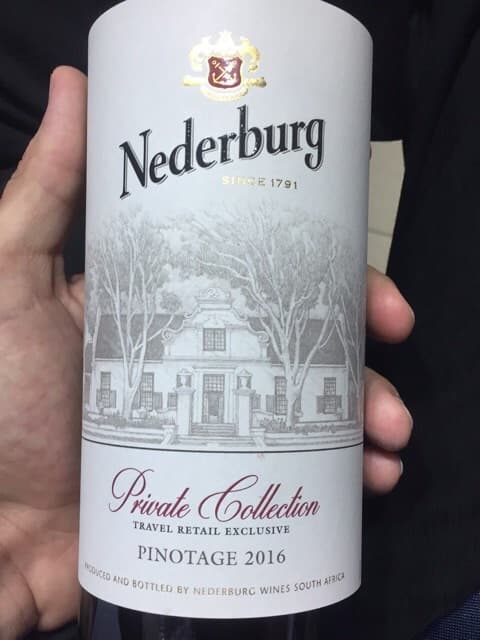 Nederburg
SINCE 1791
Private Collection
TRAVEL RETAIL EXCLUSIVE
PINOTAGE 2016
PRODUCED AND BOTTLED BY NEDERBURG WINES SOUTH AFRICA